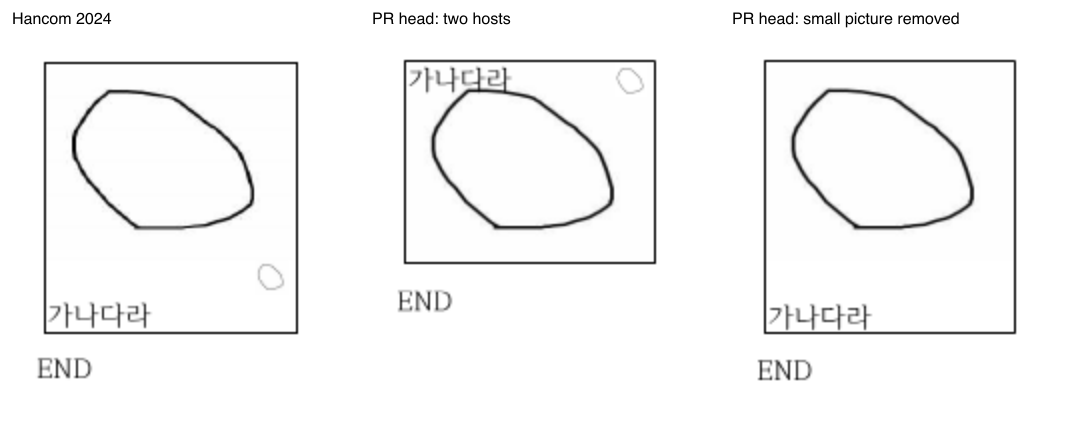 Hancom 2024
PR head: two hosts
PR head: small picture removed
가나다라
가나다라
가나다라
END
END
END